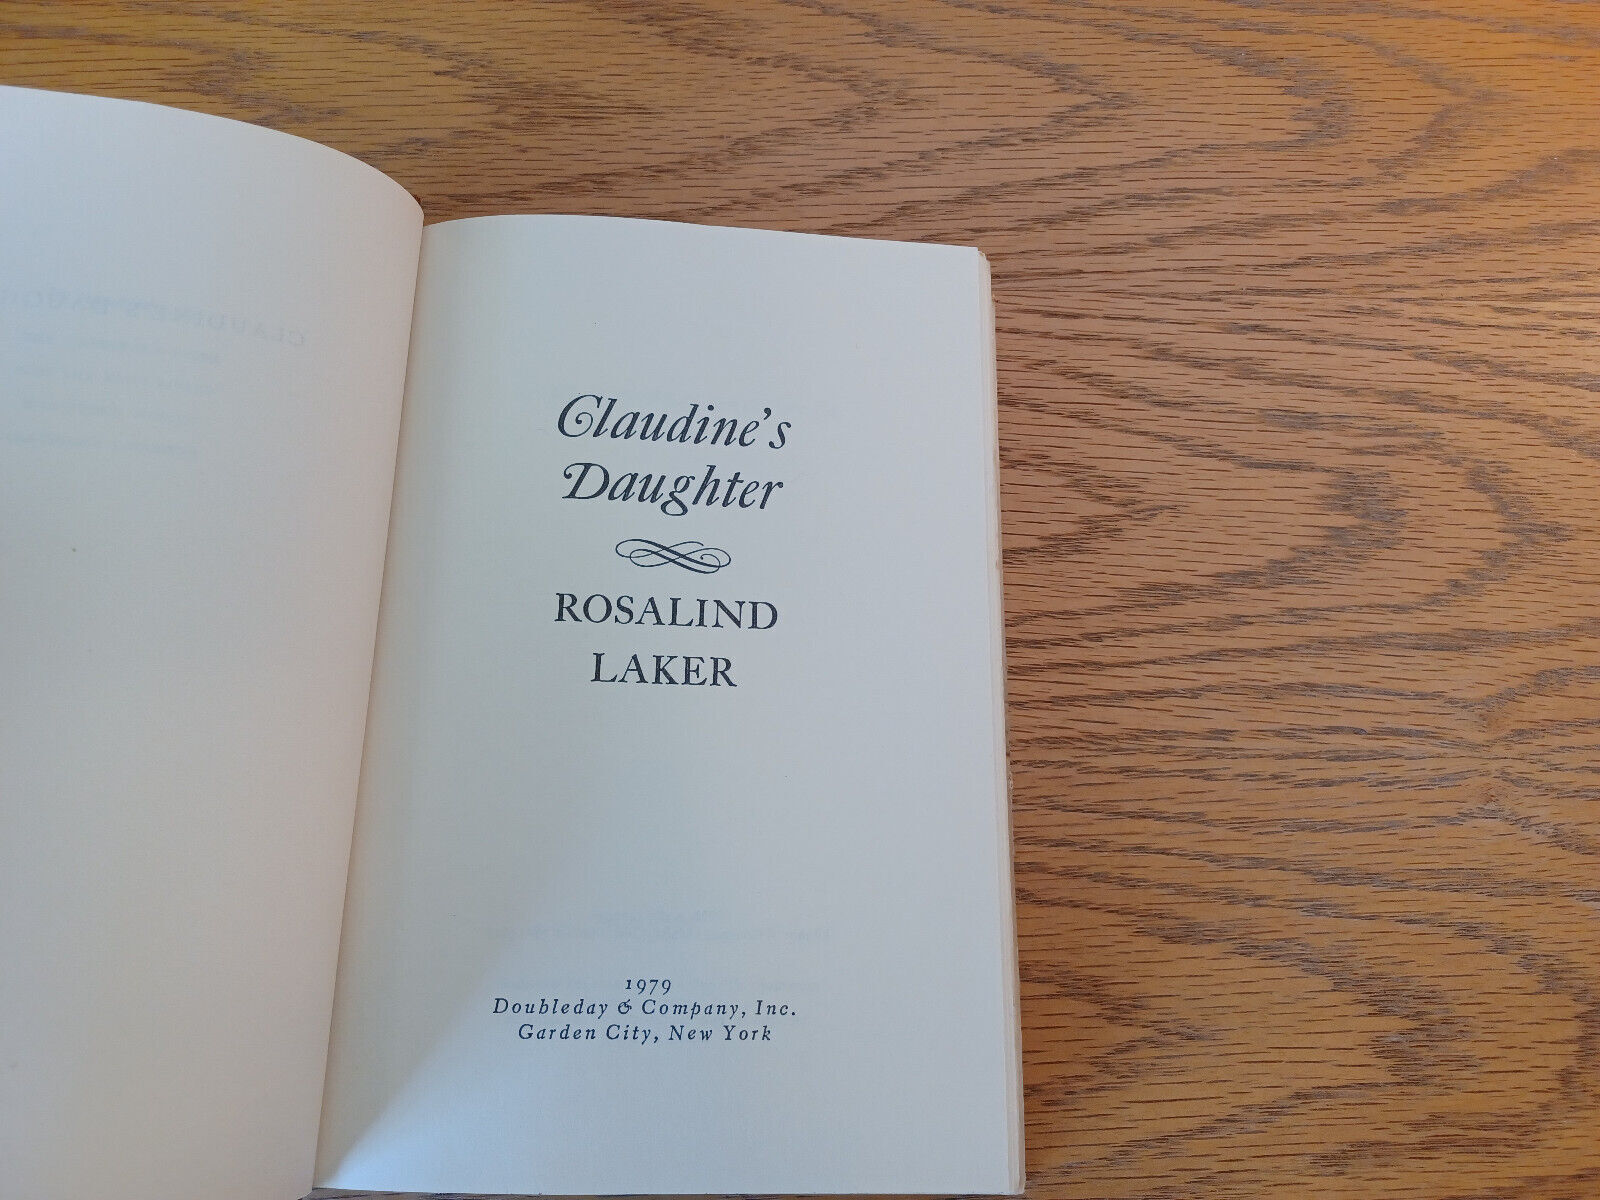 Claudine's
Daughter
ROSALIND
LAKER
1979
Doubleday & Company, Inc.
Garden City, New York